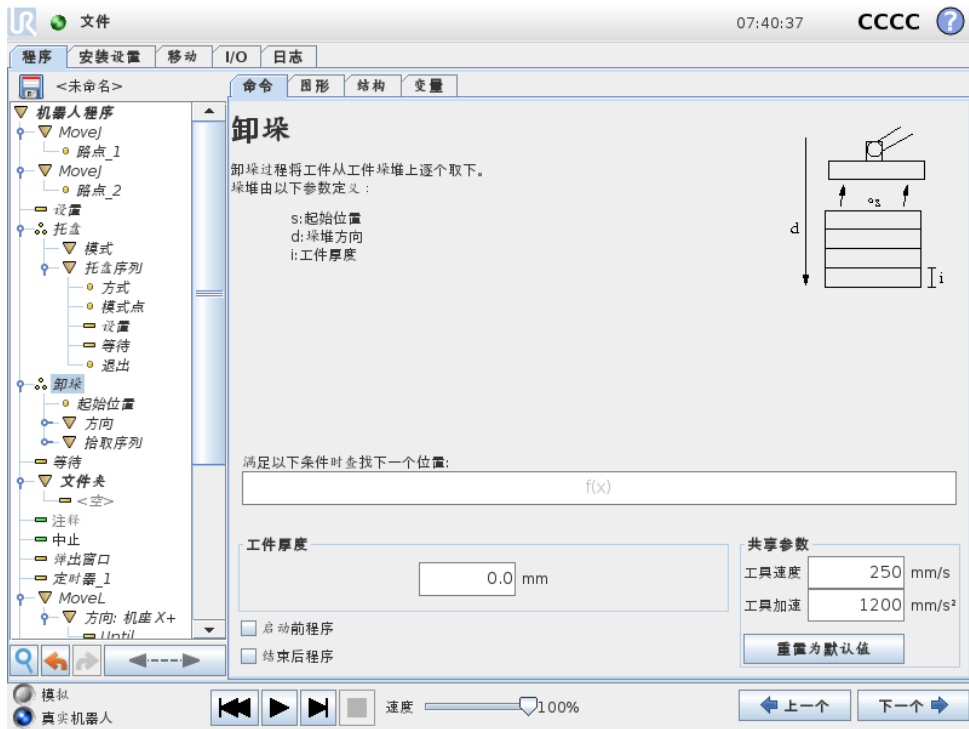 UR 文件 07:40:37 CCCC ?
程序 安装设置 移动 I/O 日志
<未命名>
命令 图形 结构 变量
机器人程序
MoveJ
路点_1
MoveJ
路点_2
设置
托盘
模式
托盘序列
方式
模式点
设置
等待
退出
卸垛
起始位置
方向
拾取序列
等待
文件夹
<空>
注释
中止
弹出窗口
定时器_1
MoveL
方向: 机座 X+
Until
卸垛
卸垛过程将工件从工件垛堆上逐个取下。
垛堆由以下参数定义：
s:起始位置
d:垛堆方向
i:工件厚度
s
d
i
满足以下条件时查找下一个位置:
f(x)
工件厚度
0.0 mm
启动前程序
结束后程序
共享参数
工具速度 250 mm/s
工具加速 1200 mm/s²
重置为默认值
模拟
真实机器人
速度 100%
上一个 下一个